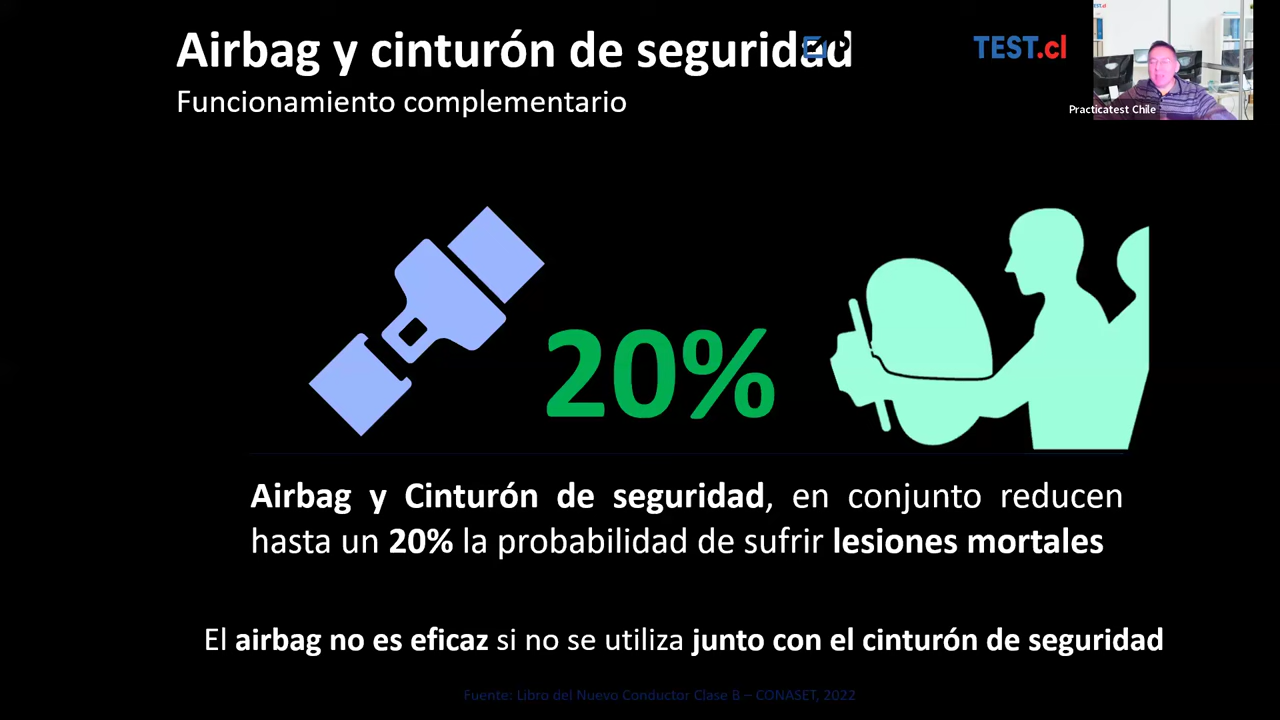 Airbag y cinturón de seguridad
Funcionamiento complementario
TEST.cl
Practicatest Chile
20%
Airbag y Cinturón de seguridad, en conjunto reducen
hasta un 20% la probabilidad de sufrir lesiones mortales
El airbag no es eficaz si no se utiliza junto con el cinturón de seguridad
Fuente: Libro del Nuevo Conductor Clase B – CONASET, 2022